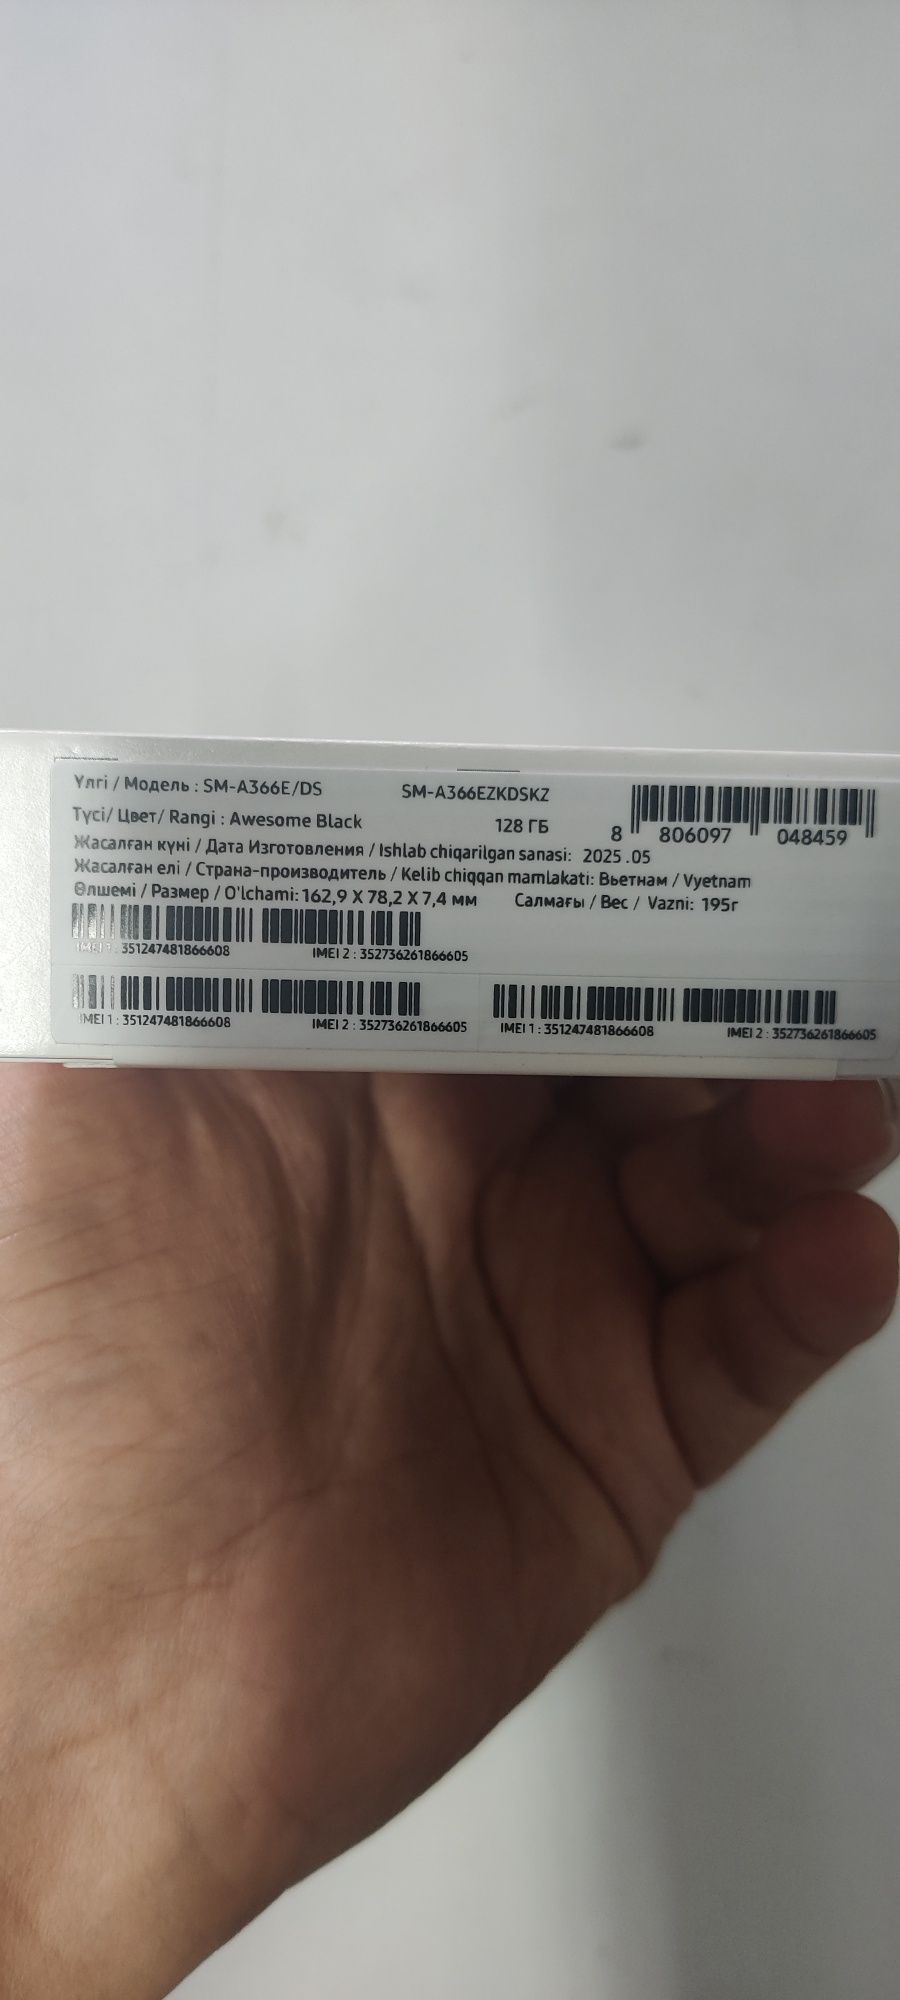 Үлгі / Модель : SM-A366E/DS SM-A366EZKDSKZ
Түсі/ Цвет/ Rangi : Awesome Black 128 ГБ
8 806097 048459
Жасалған күні / Дата Изготовления / Ishlab chiqarilgan sanasi: 2025.05
Жасалған елі / Страна-производитель / Kelib chiqqan mamlakati: Вьетнам / Vyetnam
Өлшемі / Размер / O'lchami: 162,9 X 78,2 X 7,4 мм Салмағы / Вес / Vazni: 195г
IMEI 1 : 351247481866608 IMEI 2 : 352736261866605
IMEI 1 : 351247481866608 IMEI 2 : 352736261866605 IMEI 1 : 351247481866608 IMEI 2 : 352736261866605